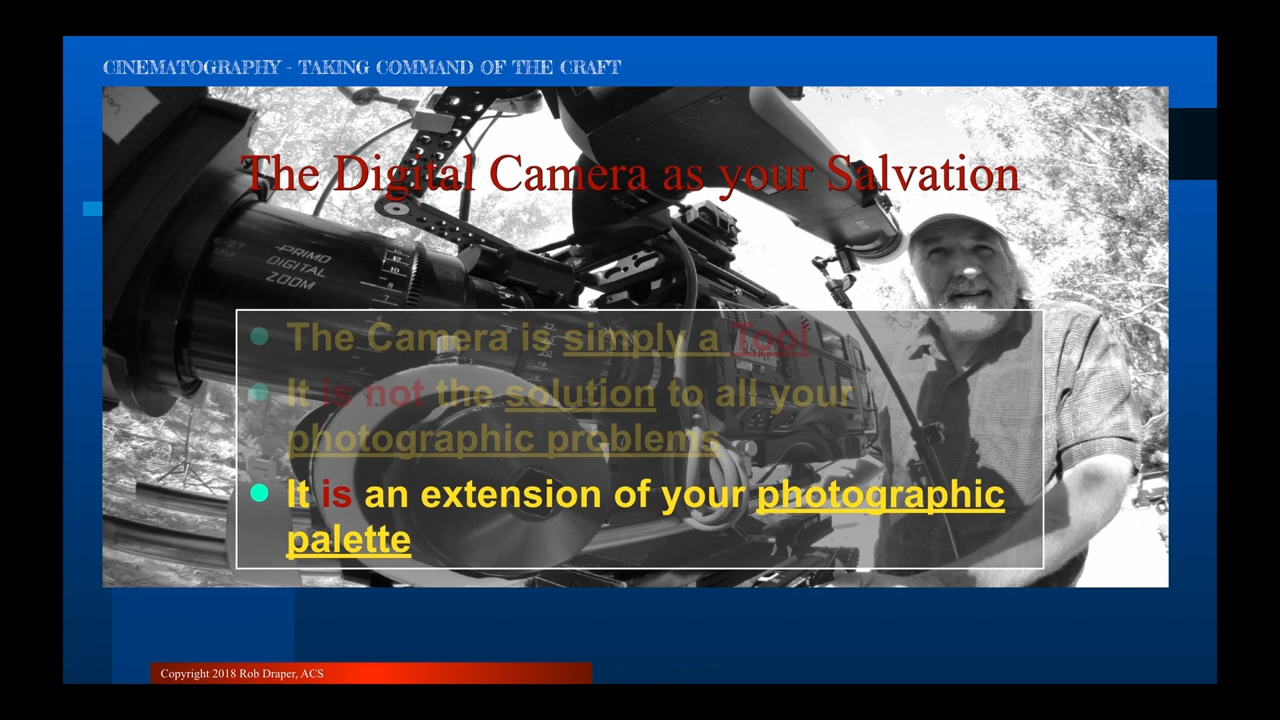 CINEMATOGRAPHY - TAKING COMMAND OF THE CRAFT
The Digital Camera as your Salvation
PRIMO
DIGITAL
ZOOM
The Camera is simply a Tool
It is not the solution to all your
photographic problems
It is an extension of your photographic
palette
Copyright 2018 Rob Draper, ACS